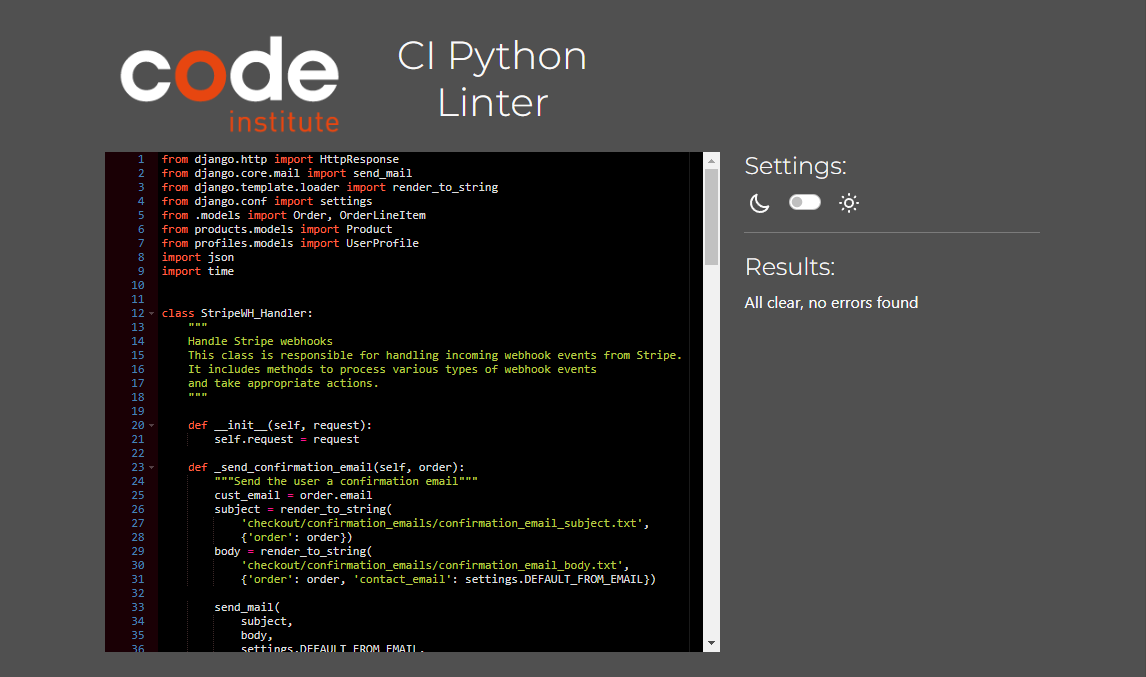 code
institute
CI Python
Linter
1 from django.http import HttpResponse
2 from django.core.mail import send_mail
3 from django.template.loader import render_to_string
4 from django.conf import settings
5 from .models import Order, OrderLineItem
6 from products.models import Product
7 from profiles.models import UserProfile
8 import json
9 import time
10
11
12 class StripeWH_Handler:
13     """
14     Handle Stripe webhooks
15     This class is responsible for handling incoming webhook events from Stripe.
16     It includes methods to process various types of webhook events
17     and take appropriate actions.
18     """
19
20     def __init__(self, request):
21         self.request = request
22
23     def _send_confirmation_email(self, order):
24         """Send the user a confirmation email"""
25         cust_email = order.email
26         subject = render_to_string(
27             'checkout/confirmation_emails/confirmation_email_subject.txt',
28             {'order': order})
29         body = render_to_string(
30             'checkout/confirmation_emails/confirmation_email_body.txt',
31             {'order': order, 'contact_email': settings.DEFAULT_FROM_EMAIL})
32
33         send_mail(
34             subject,
35             body,
36             settings.DEFAULT_FROM_EMAIL,
Settings:
Results:
All clear, no errors found